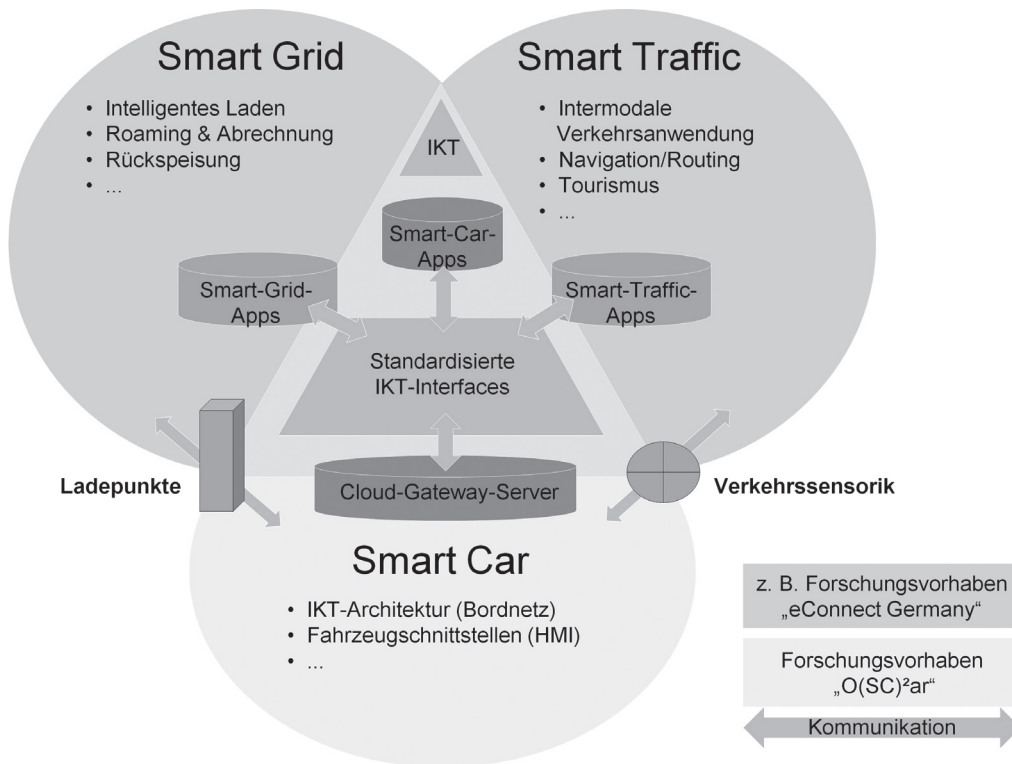 Smart Grid
• Intelligentes Laden
• Roaming & Abrechnung
• Rückspeisung
• ...
Smart Traffic
• Intermodale
Verkehrsanwendung
• Navigation/Routing
• Tourismus
• ...
IKT
Smart-Car-
Apps
Smart-Grid-
Apps
Smart-Traffic-
Apps
Standardisierte
IKT-Interfaces
Ladepunkte
Cloud-Gateway-Server
Verkehrssensorik
Smart Car
• IKT-Architektur (Bordnetz)
• Fahrzeugschnittstellen (HMI)
• ...
z. B. Forschungsvorhaben
„eConnect Germany“
Forschungsvorhaben
„O(SC)²ar“
Kommunikation